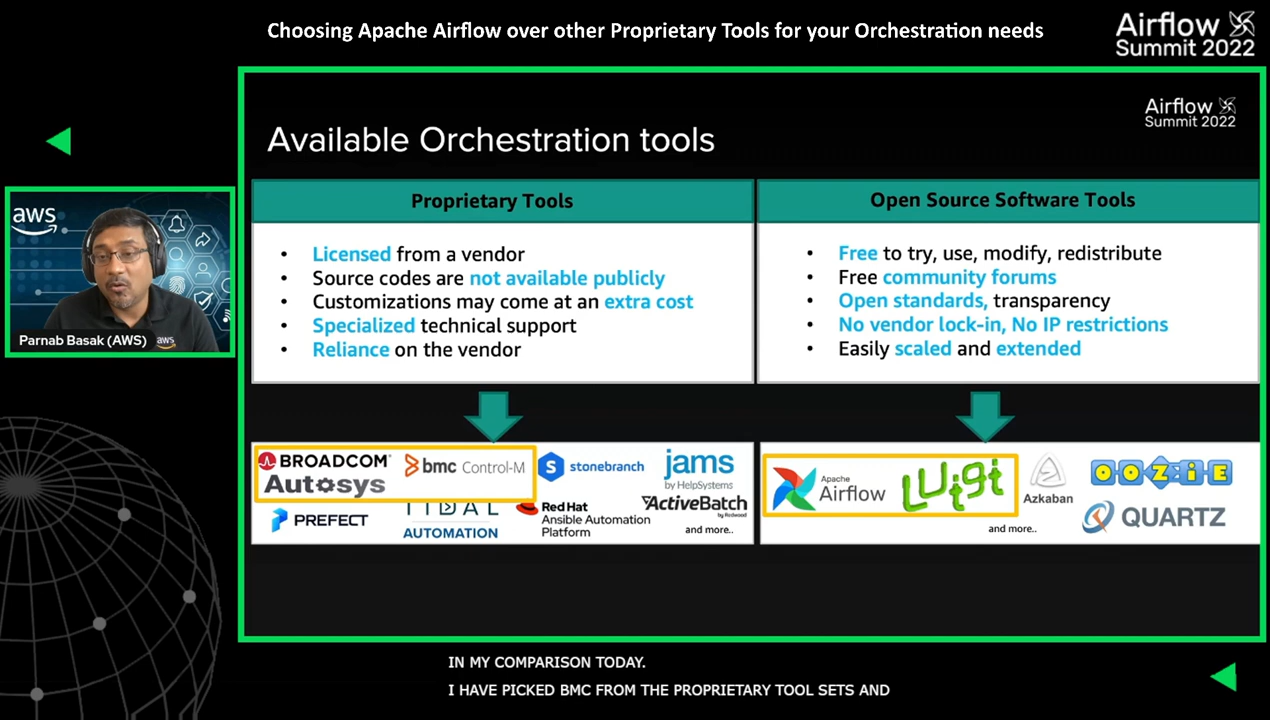 Choosing Apache Airflow over other Proprietary Tools for your Orchestration needs
Airflow
Summit 2022
Airflow
Summit 2022
Available Orchestration tools
aws
Parnab Basak (AWS)
aws
Proprietary Tools
• Licensed from a vendor
• Source codes are not available publicly
• Customizations may come at an extra cost
• Specialized technical support
• Reliance on the vendor
Open Source Software Tools
• Free to try, use, modify, redistribute
• Free community forums
• Open standards, transparency
• No vendor lock-in, No IP restrictions
• Easily scaled and extended
BROADCOM
Autosys
bmc Control-M
stonebranch
jams
by HelpSystems
PREFECT
TIDAL
AUTOMATION
Red Hat
Ansible Automation
Platform
ActiveBatch
by Redwood
and more..
Apache
Airflow
Luigi
Azkaban
OOZIE
QUARTZ
and more..
IN MY COMPARISON TODAY.
I HAVE PICKED BMC FROM THE PROPRIETARY TOOL SETS AND